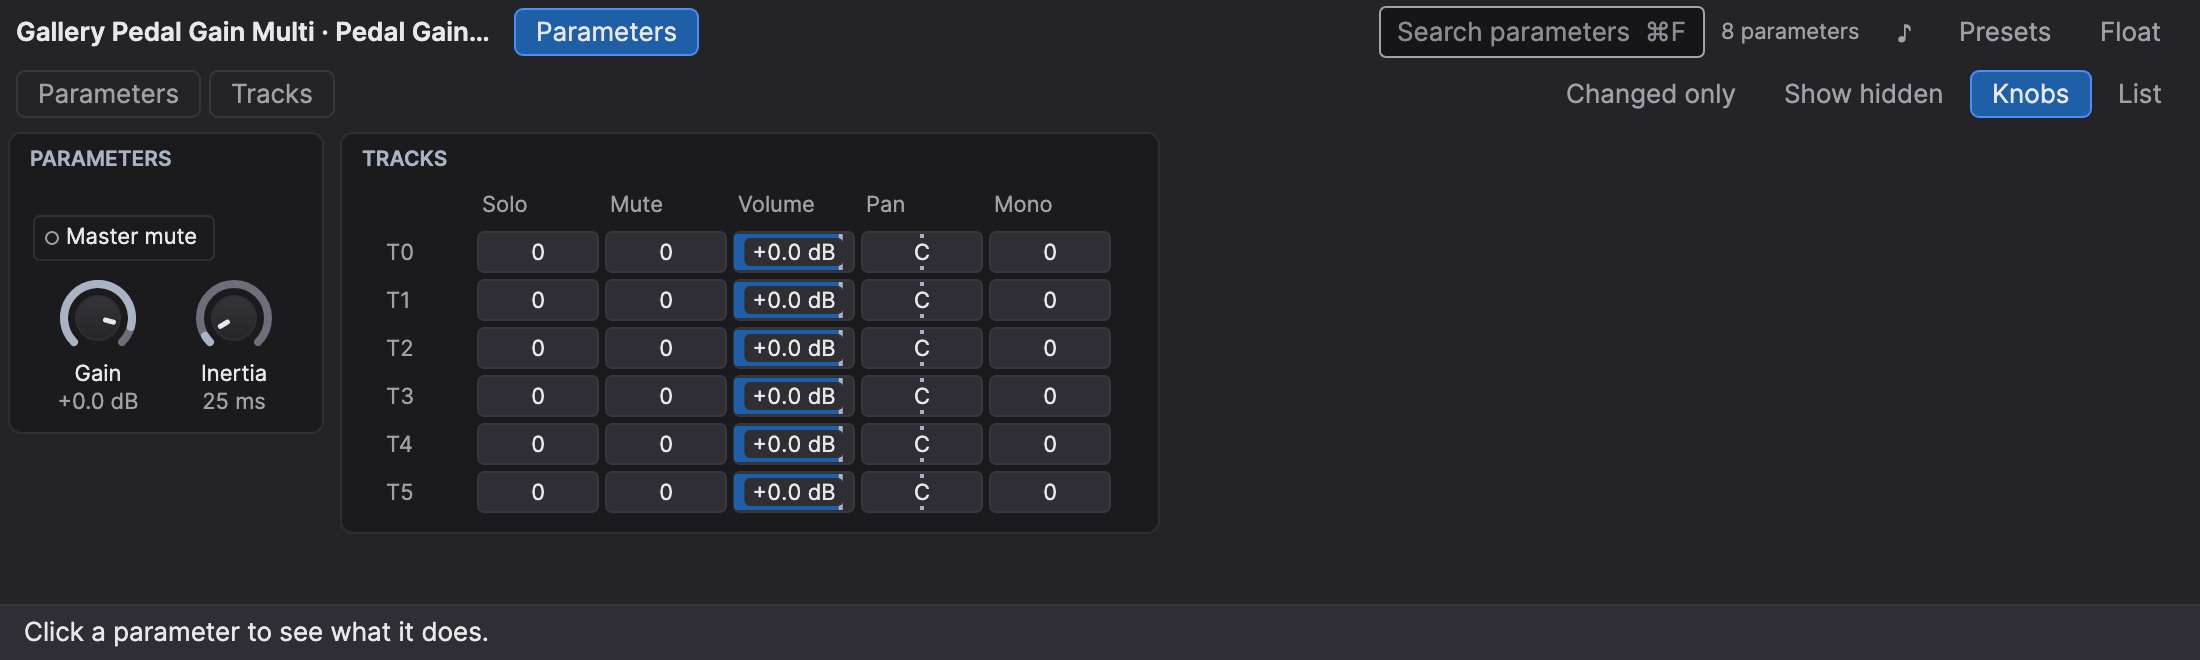 Gallery Pedal Gain Multi · Pedal Gain... Parameters Search parameters ⌘F 8 parameters ♪ Presets Float
Parameters Tracks Changed only Show hidden Knobs List
PARAMETERS
Master mute
Gain Inertia
+0.0 dB 25 ms
TRACKS
Solo Mute Volume Pan Mono
T0 0 0 +0.0 dB C 0
T1 0 0 +0.0 dB C 0
T2 0 0 +0.0 dB C 0
T3 0 0 +0.0 dB C 0
T4 0 0 +0.0 dB C 0
T5 0 0 +0.0 dB C 0
Click a parameter to see what it does.